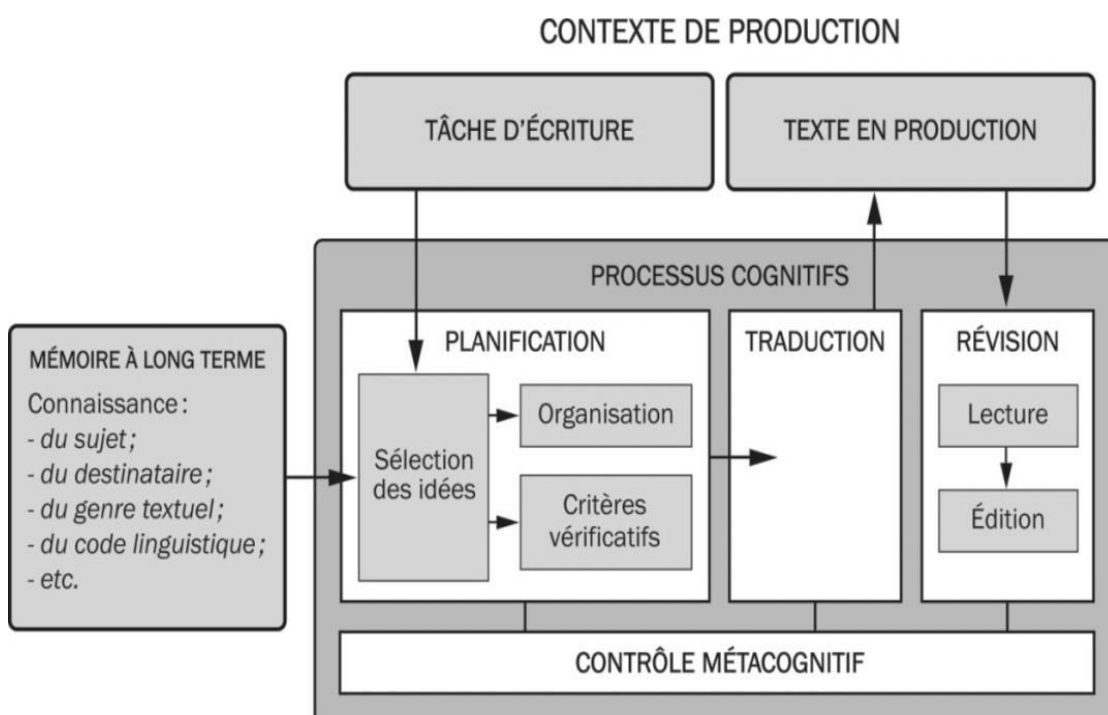 CONTEXTE DE PRODUCTION
TÂCHE D'ÉCRITURE
TEXTE EN PRODUCTION
PROCESSUS COGNITIFS
MÉMOIRE À LONG TERME
Connaissance :
- du sujet ;
- du destinataire ;
- du genre textuel ;
- du code linguistique ;
- etc.
PLANIFICATION
Sélection
des idées
Organisation
Critères
vérificatifs
TRADUCTION
RÉVISION
Lecture
Édition
CONTRÔLE MÉTACOGNITIF